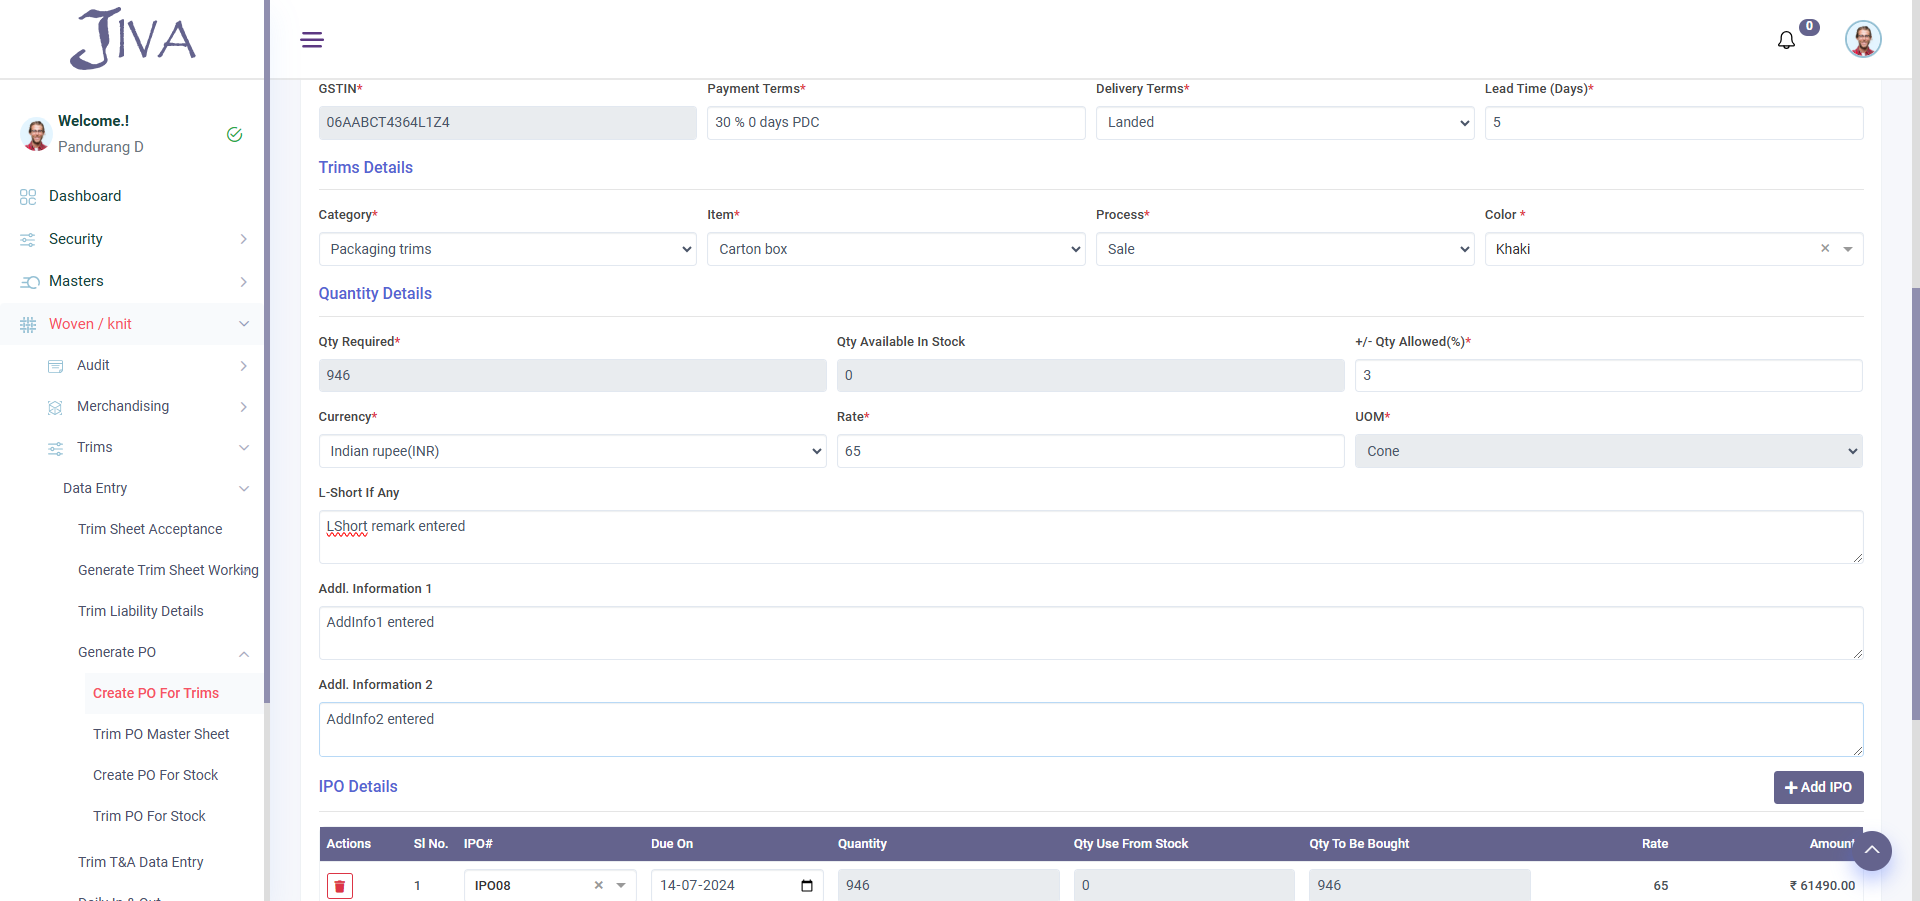 JIVA
0
Welcome.!
Pandurang D
Dashboard
Security
Masters
Woven / knit
Audit
Merchandising
Trims
Data Entry
Trim Sheet Acceptance
Generate Trim Sheet Working
Trim Liability Details
Generate PO
Create PO For Trims
Trim PO Master Sheet
Create PO For Stock
Trim PO For Stock
Trim T&A Data Entry
GSTIN* Payment Terms* Delivery Terms* Lead Time (Days)*
06AABCT4364L1Z4 30 % 0 days PDC Landed 5
Trims Details
Category* Item* Process* Color *
Packaging trims Carton box Sale Khaki
Quantity Details
Qty Required* Qty Available In Stock +/- Qty Allowed(%)*
946 0 3
Currency* Rate* UOM*
Indian rupee(INR) 65 Cone
L-Short If Any
LShort remark entered
Addl. Information 1
AddInfo1 entered
Addl. Information 2
AddInfo2 entered
IPO Details Add IPO
Actions Sl No. IPO# Due On Quantity Qty Use From Stock Qty To Be Bought Rate Amount
1 IPO08 14-07-2024 946 0 946 65 ₹ 61490.00